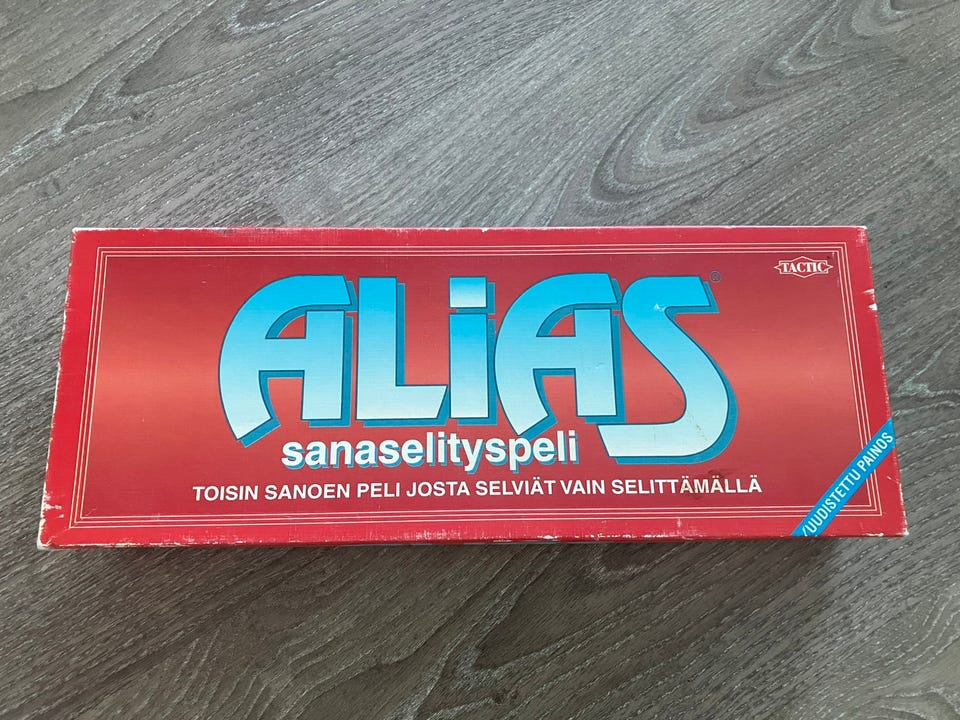 TACTIC
ALiAS®
sanaselityspeli
TOISIN SANOEN PELI JOSTA SELVIÄT VAIN SELITTÄMÄLLÄ
UUDISTETTU PAINOS